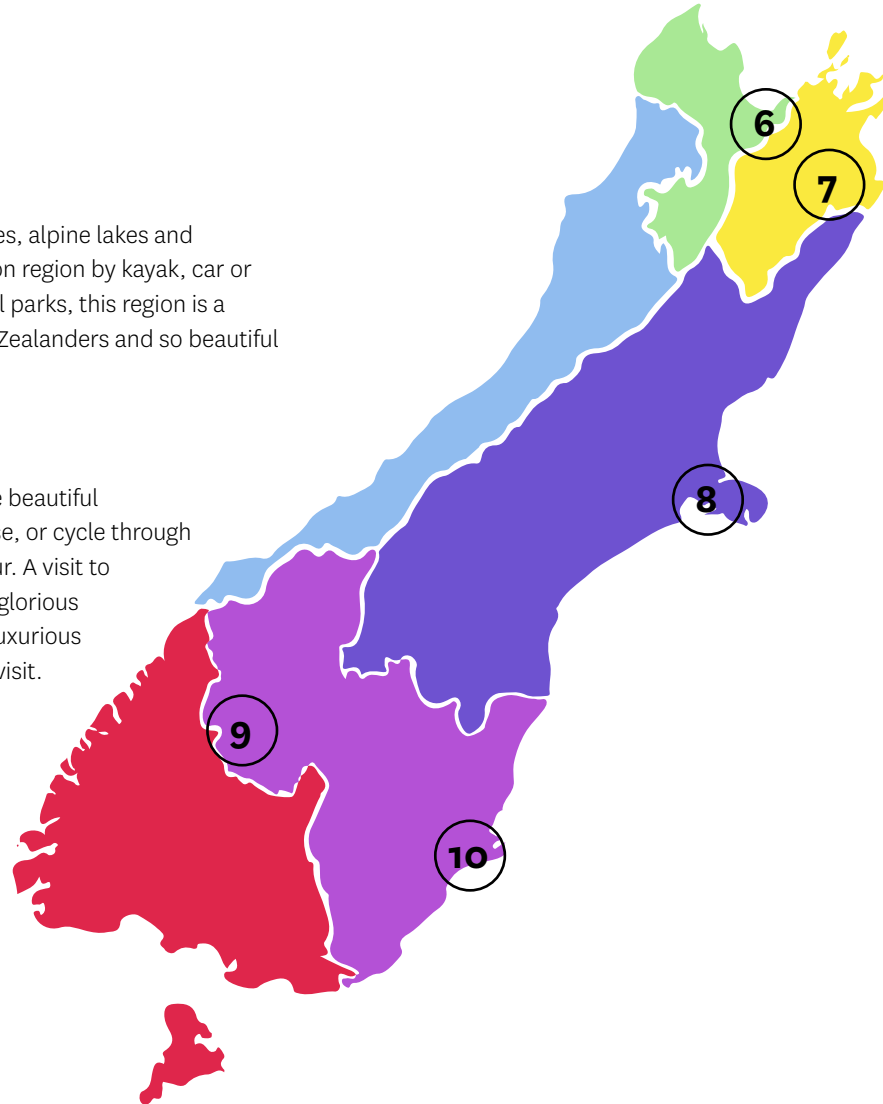 6
7
es, alpine lakes and
on region by kayak, car or
l parks, this region is a
Zealanders and so beautiful
e beautiful
8
se, or cycle through
ur. A visit to
glorious
uxurious
visit.
9
10